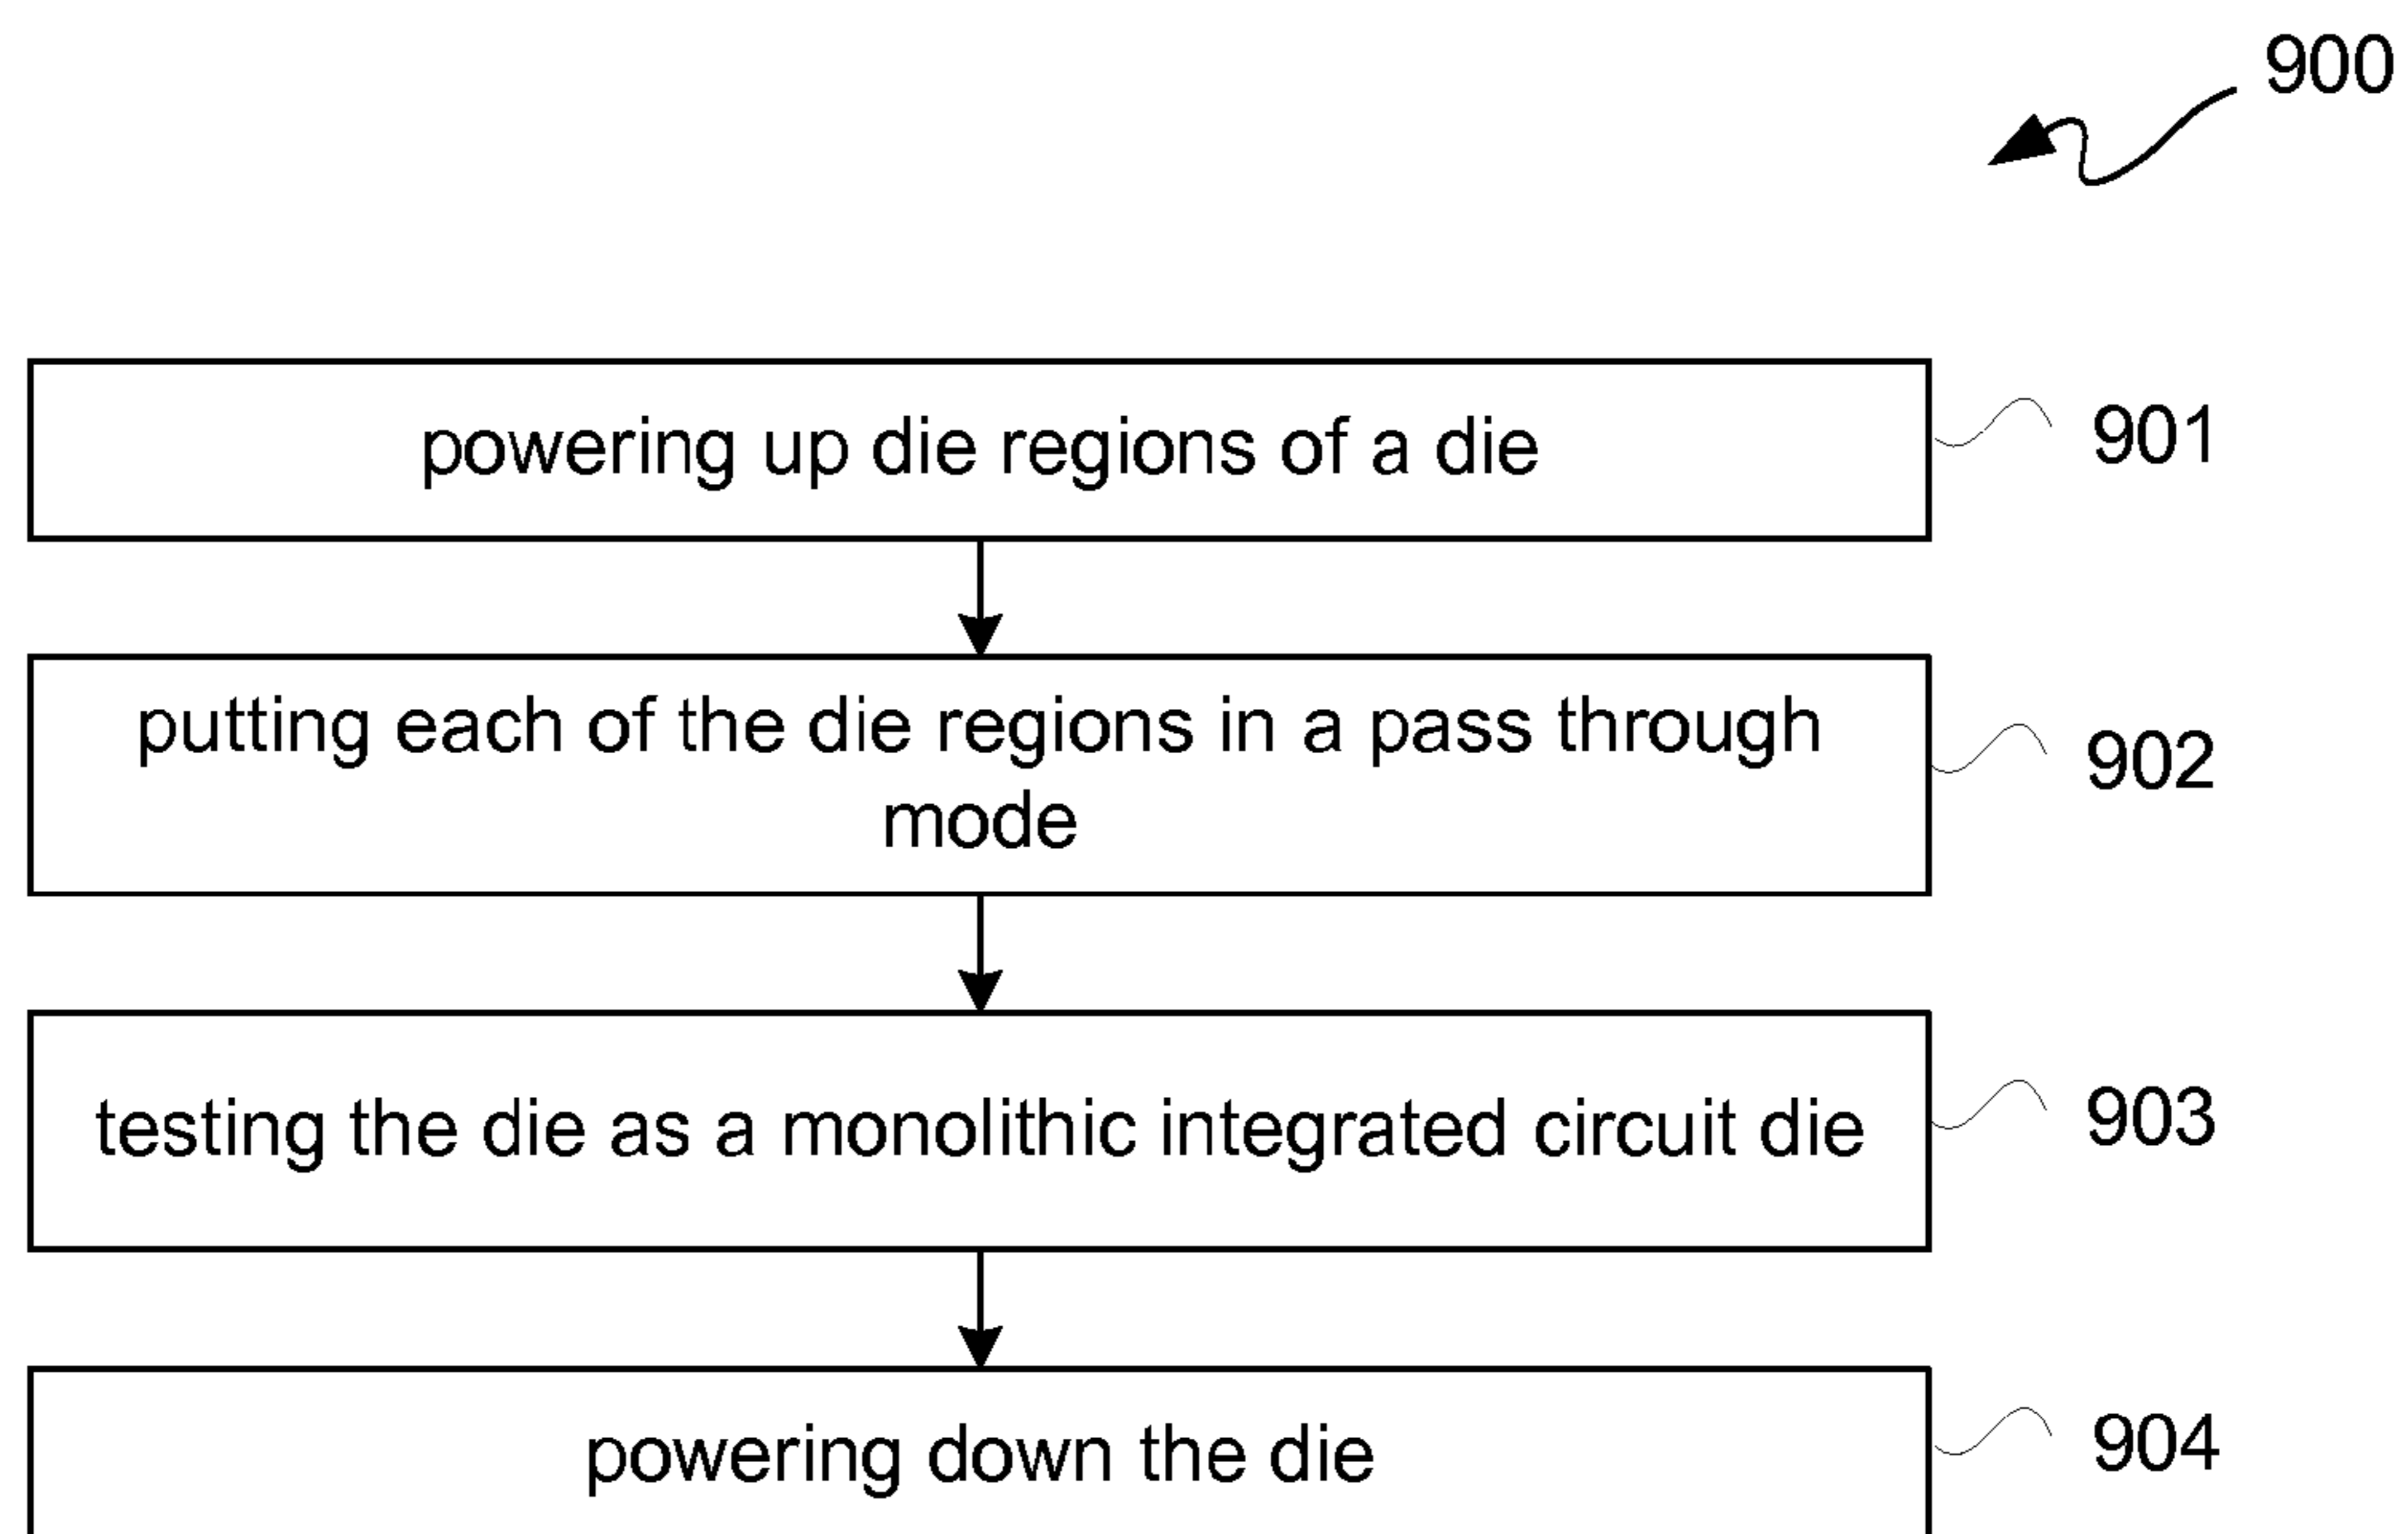 900
powering up die regions of a die
901
putting each of the die regions in a pass through
mode
902
testing the die as a monolithic integrated circuit die
903
powering down the die
904